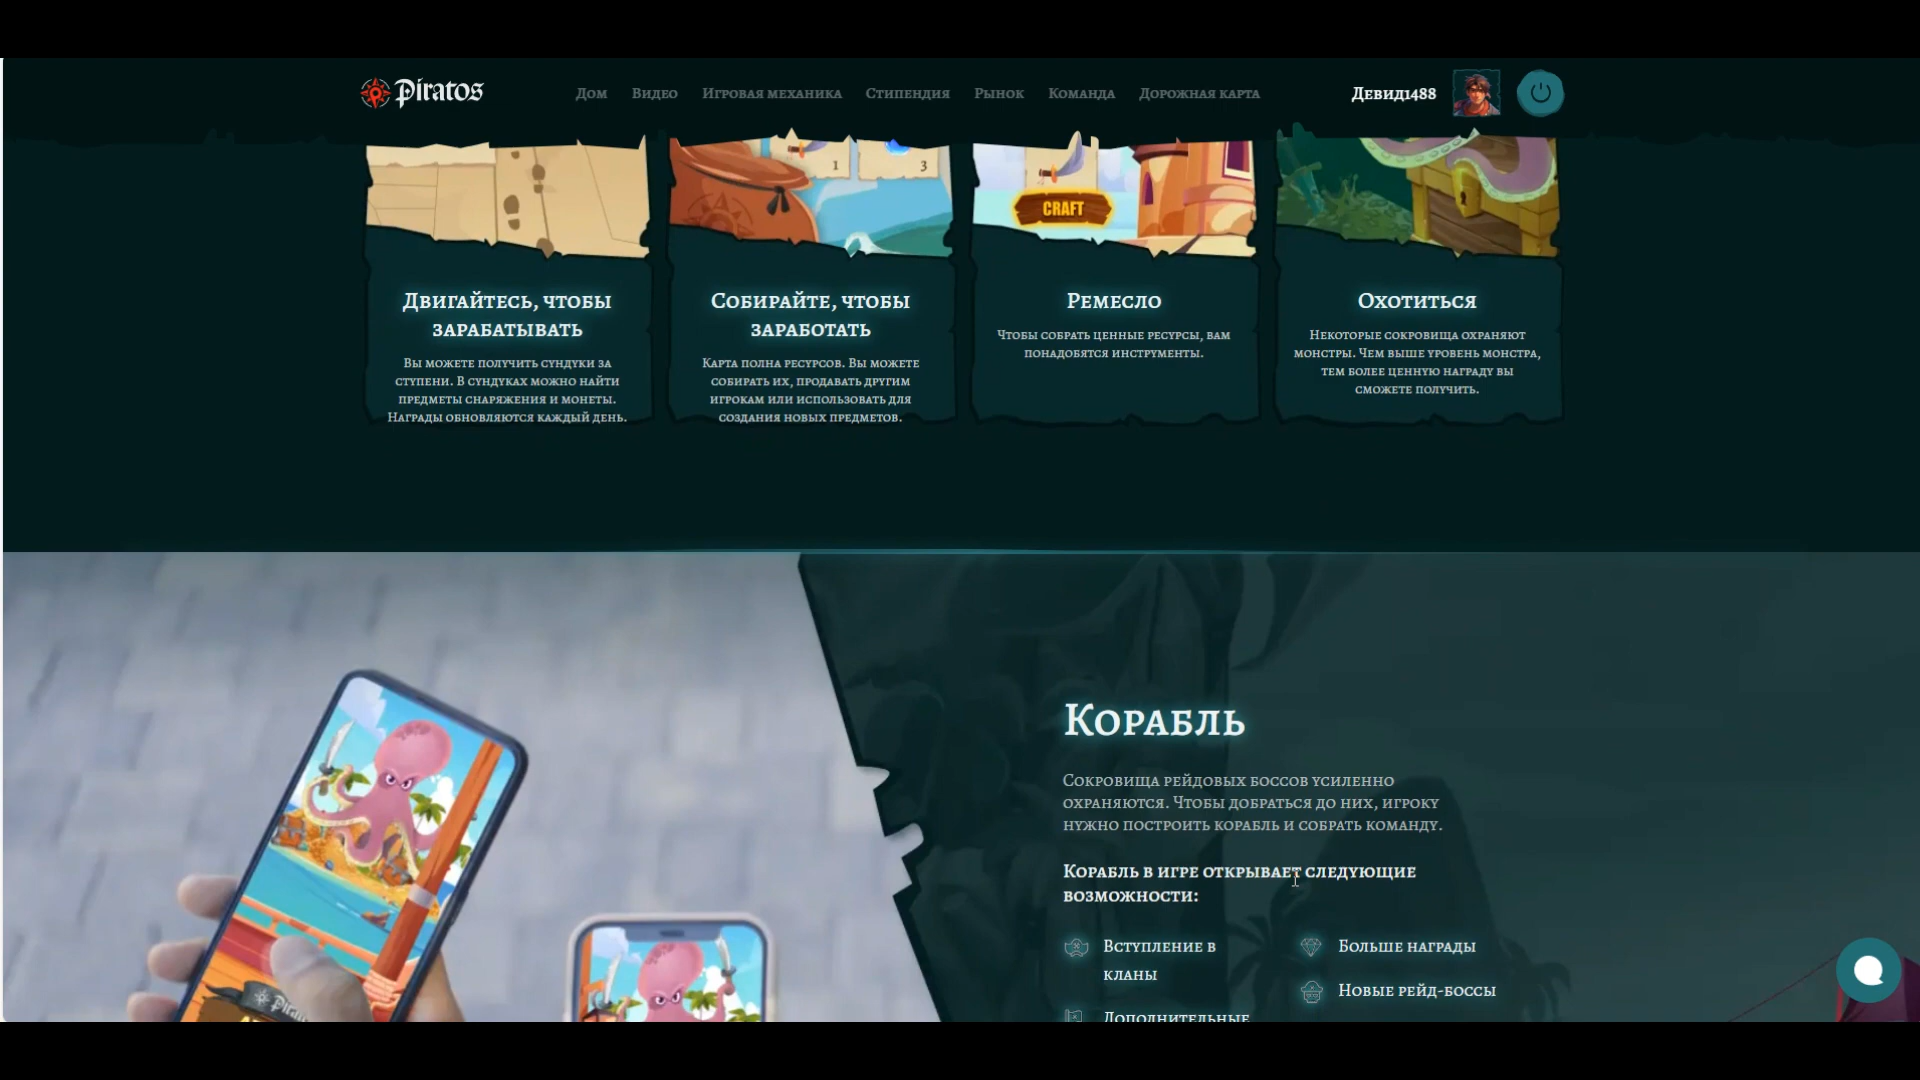 Piratos
Дом Видео Игровая механика Стипендия Рынок Команда Дорожная карта
Девид1488
1
3
CRAFT
Двигайтесь, чтобы
зарабатывать
Вы можете получить сундуки за
ступени. В сундуках можно найти
предметы снаряжения и монеты.
Награды обновляются каждый день.
Собирайте, чтобы
заработать
Карта полна ресурсов. Вы можете
собирать их, продавать другим
игрокам или использовать для
создания новых предметов.
Ремесло
Чтобы собрать ценные ресурсы, вам
понадобятся инструменты.
Охотиться
Некоторые сокровища охраняют
монстры. Чем выше уровень монстра,
тем более ценную награду вы
сможете получить.
Корабль
Сокровища рейдовых боссов усиленно
охраняются. Чтобы добраться до них, игроку
нужно построить корабль и собрать команду.
Корабль в игре открывает следующие
возможности:
Вступление в
кланы
Больше награды
Новые рейд-боссы
Дополнительные
Piratos